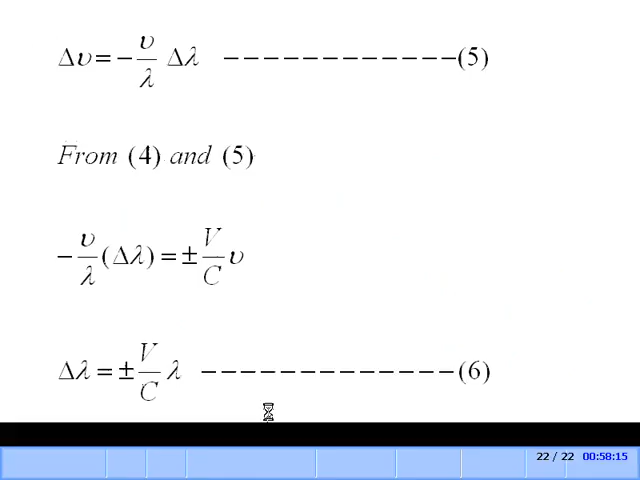 Δυ = − υ/λ Δλ −−−−−−−−−−−−(5)
From (4) and (5)
− υ/λ (Δλ) = ± V/C υ
Δλ = ± V/C λ −−−−−−−−−−−−−(6)
22 / 22 00:58:15